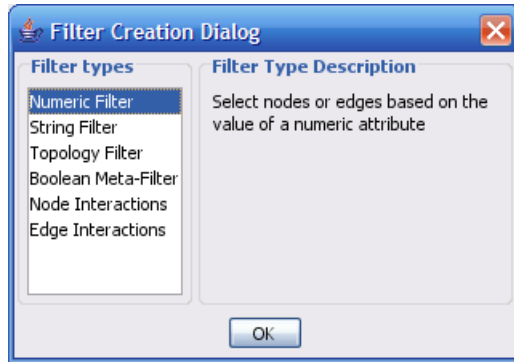 Filter Creation Dialog
Filter types
Numeric Filter
String Filter
Topology Filter
Boolean Meta-Filter
Node Interactions
Edge Interactions
Filter Type Description
Select nodes or edges based on the
value of a numeric attribute
OK